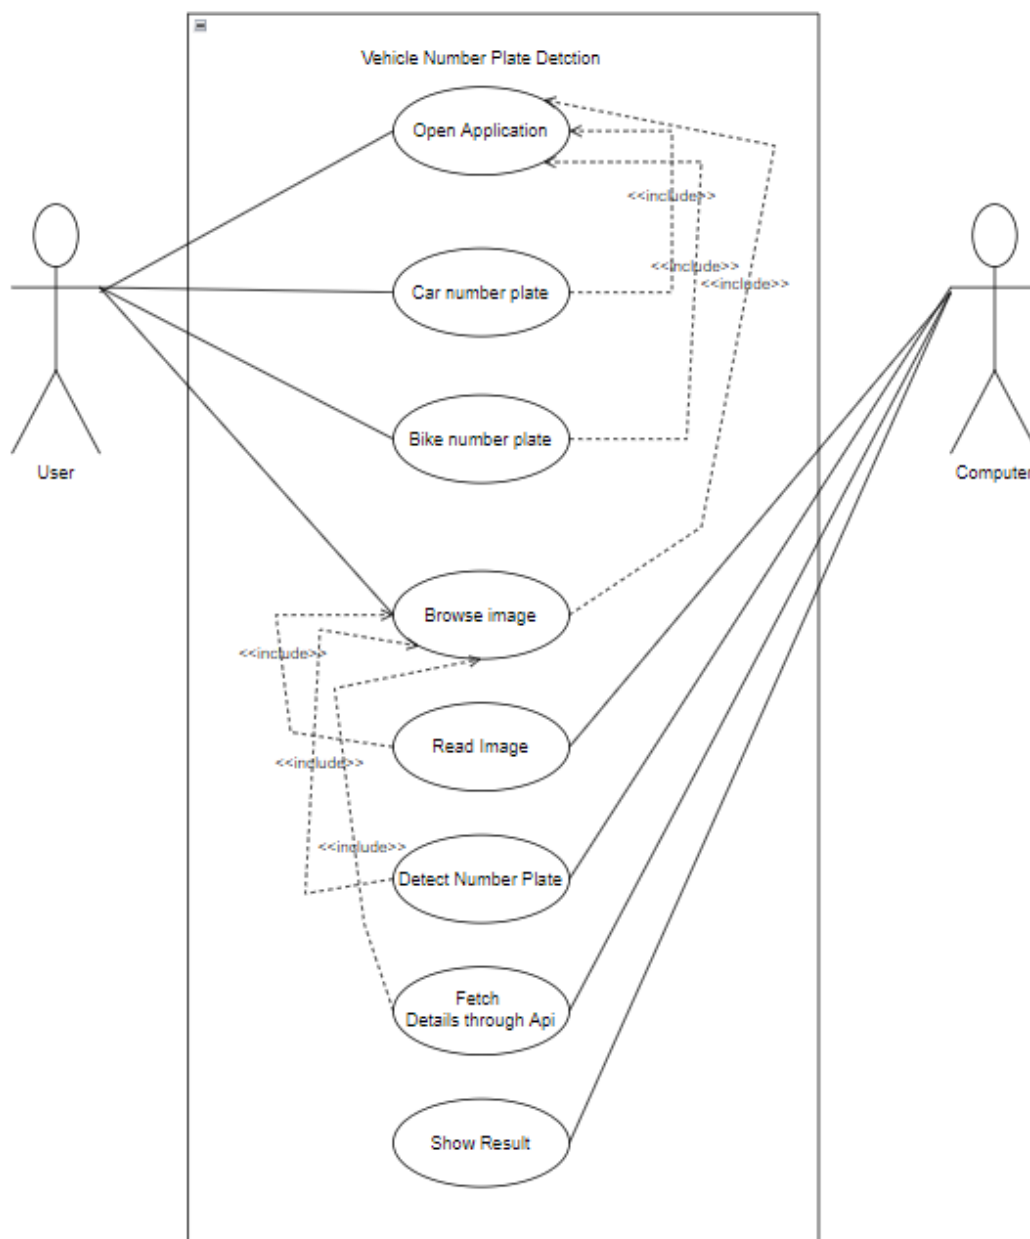 Vehicle Number Plate Detction
Open Application
<<include>>
<<include>>
<<include>>
Car number plate
Bike number plate
User
Computer
Browse image
<<include>>
Read Image
<<include>>
<<include>>
Detect Number Plate
Fetch
Details through Api
Show Result